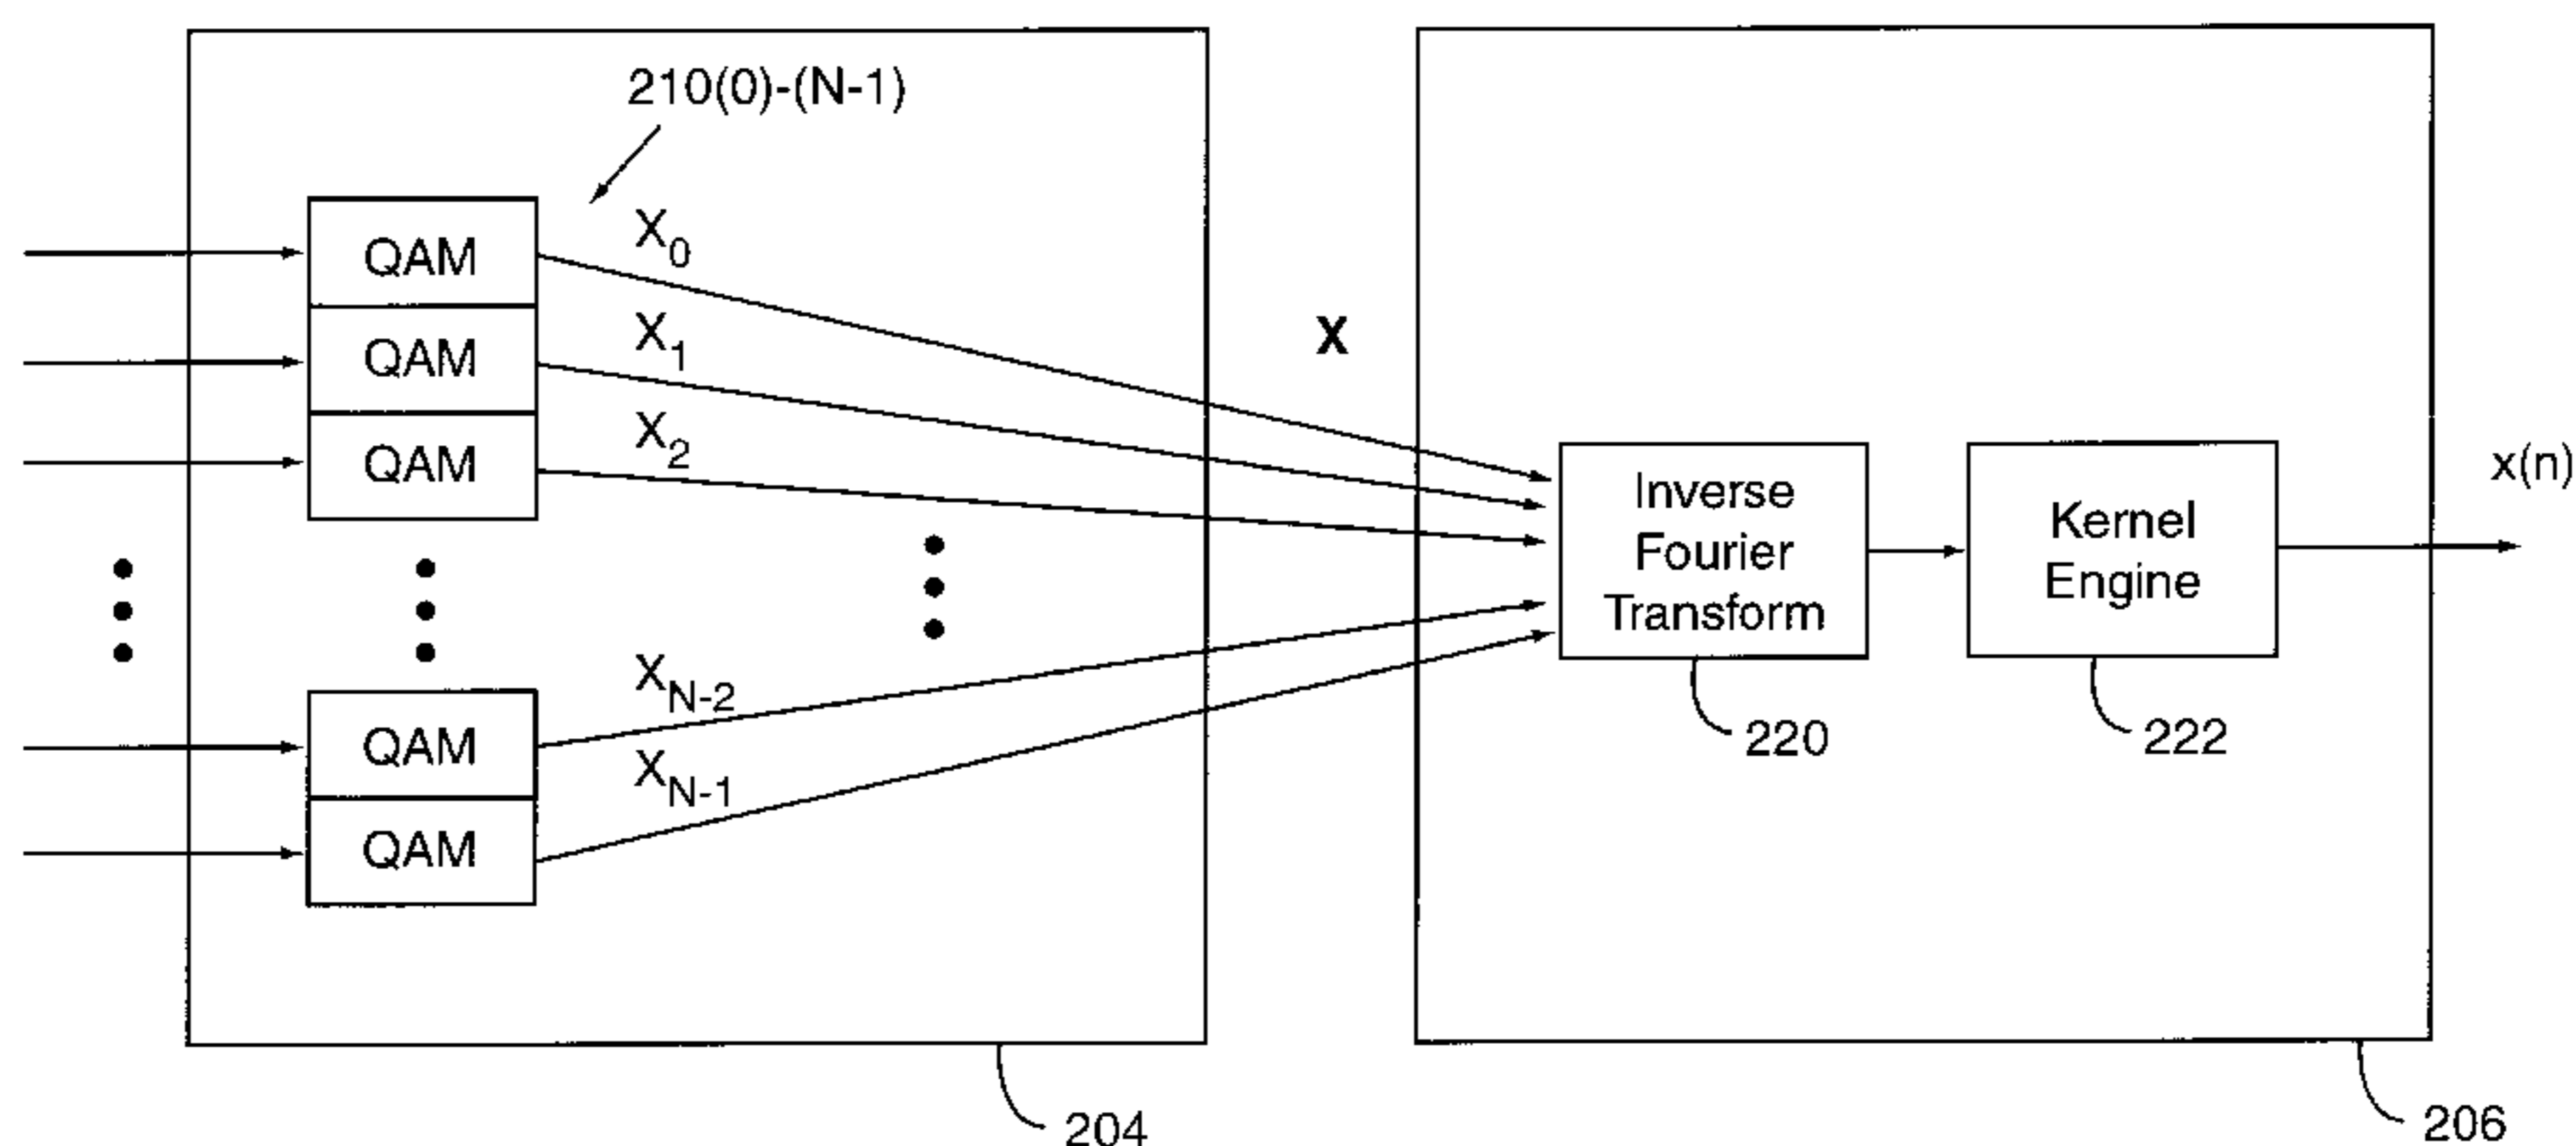 210(0)-(N-1)
QAM
X0
QAM
X1
QAM
X2
X
QAM
XN-2
QAM
XN-1
Inverse
Fourier
Transform
220
Kernel
Engine
222
x(n)
204
206